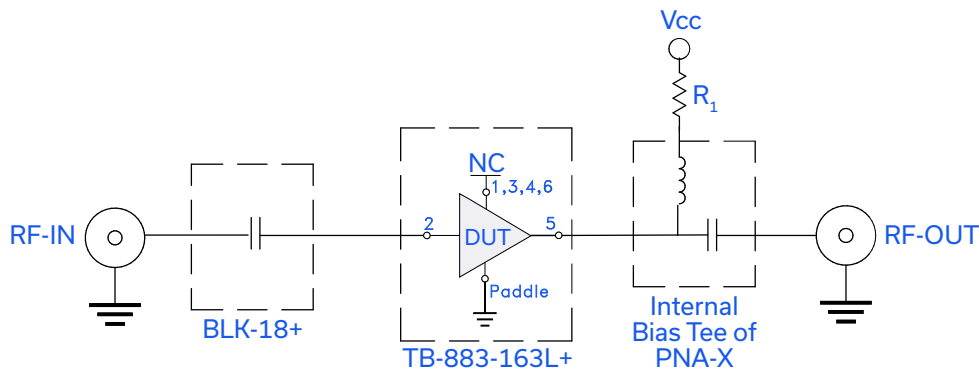 Vcc
R1
NC
1,3,4,6
RF-IN
2
DUT
5
RF-OUT
Paddle
BLK-18+
TB-883-163L+
Internal
Bias Tee of
PNA-X